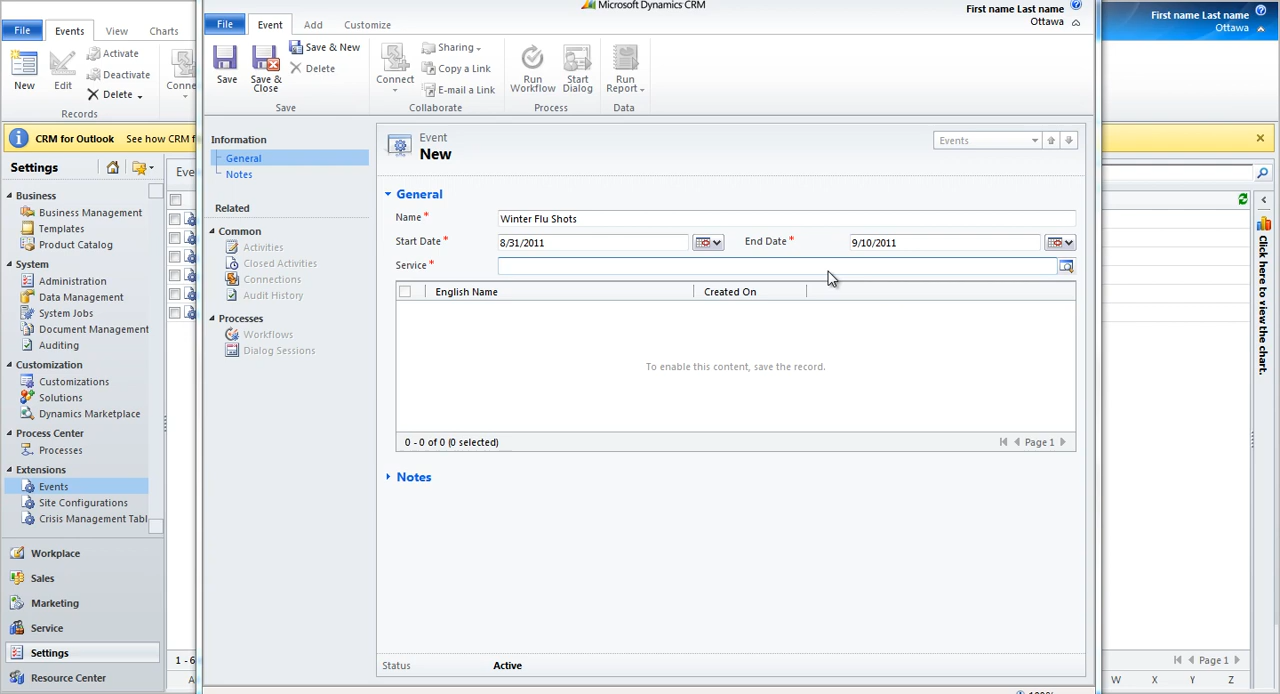 Microsoft Dynamics CRM
First name Last name
Ottawa
First name Last name
Ottawa
File
Events
View
Charts
File
Event
Add
Customize
New
Edit
Activate
Deactivate
Delete
Records
Save
Save & Close
Save & New
Delete
Save
Connect
Sharing
Copy a Link
E-mail a Link
Collaborate
Run Workflow
Start Dialog
Process
Run Report
Data
CRM for Outlook See how CRM f
Settings
Business
Business Management
Templates
Product Catalog
System
Administration
Data Management
System Jobs
Document Management
Auditing
Customization
Customizations
Solutions
Dynamics Marketplace
Process Center
Processes
Extensions
Events
Site Configurations
Crisis Management Tabl
Workplace
Sales
Marketing
Service
Settings
Resource Center
Information
General
Notes
Related
Common
Activities
Closed Activities
Connections
Audit History
Processes
Workflows
Dialog Sessions
Event
New
Events
General
Name*
Winter Flu Shots
Start Date*
8/31/2011
End Date*
9/10/2011
Service*
English Name
Created On
To enable this content, save the record.
0 - 0 of 0 (0 selected)
Page 1
Notes
Status
Active
Click here to view the chart.
1 - 6
Page 1
W
X
Y
Z